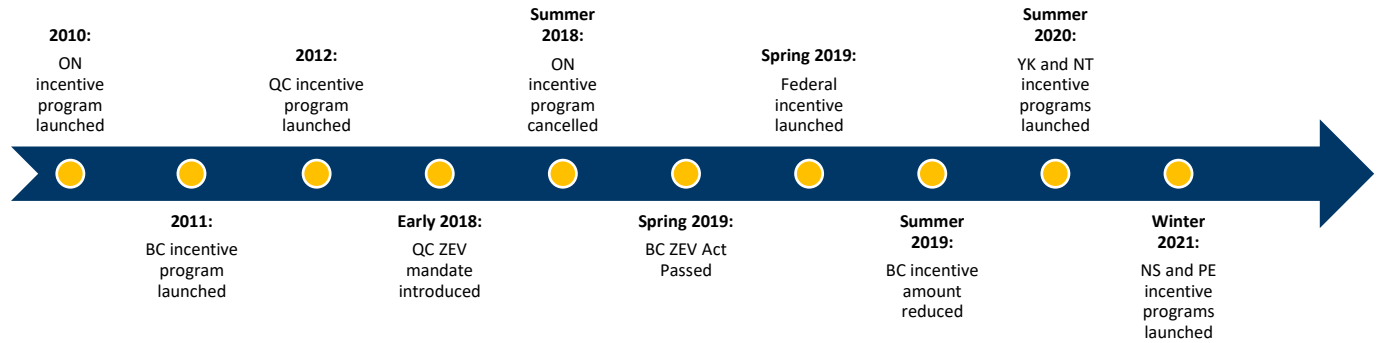 2010:
ON
incentive
program
launched
2011:
BC incentive
program
launched
2012:
QC incentive
program
launched
Early 2018:
QC ZEV
mandate
introduced
Summer
2018:
ON
incentive
program
cancelled
Spring 2019:
BC ZEV Act
Passed
Spring 2019:
Federal
incentive
launched
Summer
2019:
BC incentive
amount
reduced
Summer
2020:
YK and NT
incentive
programs
launched
Winter
2021:
NS and PE
incentive
programs
launched